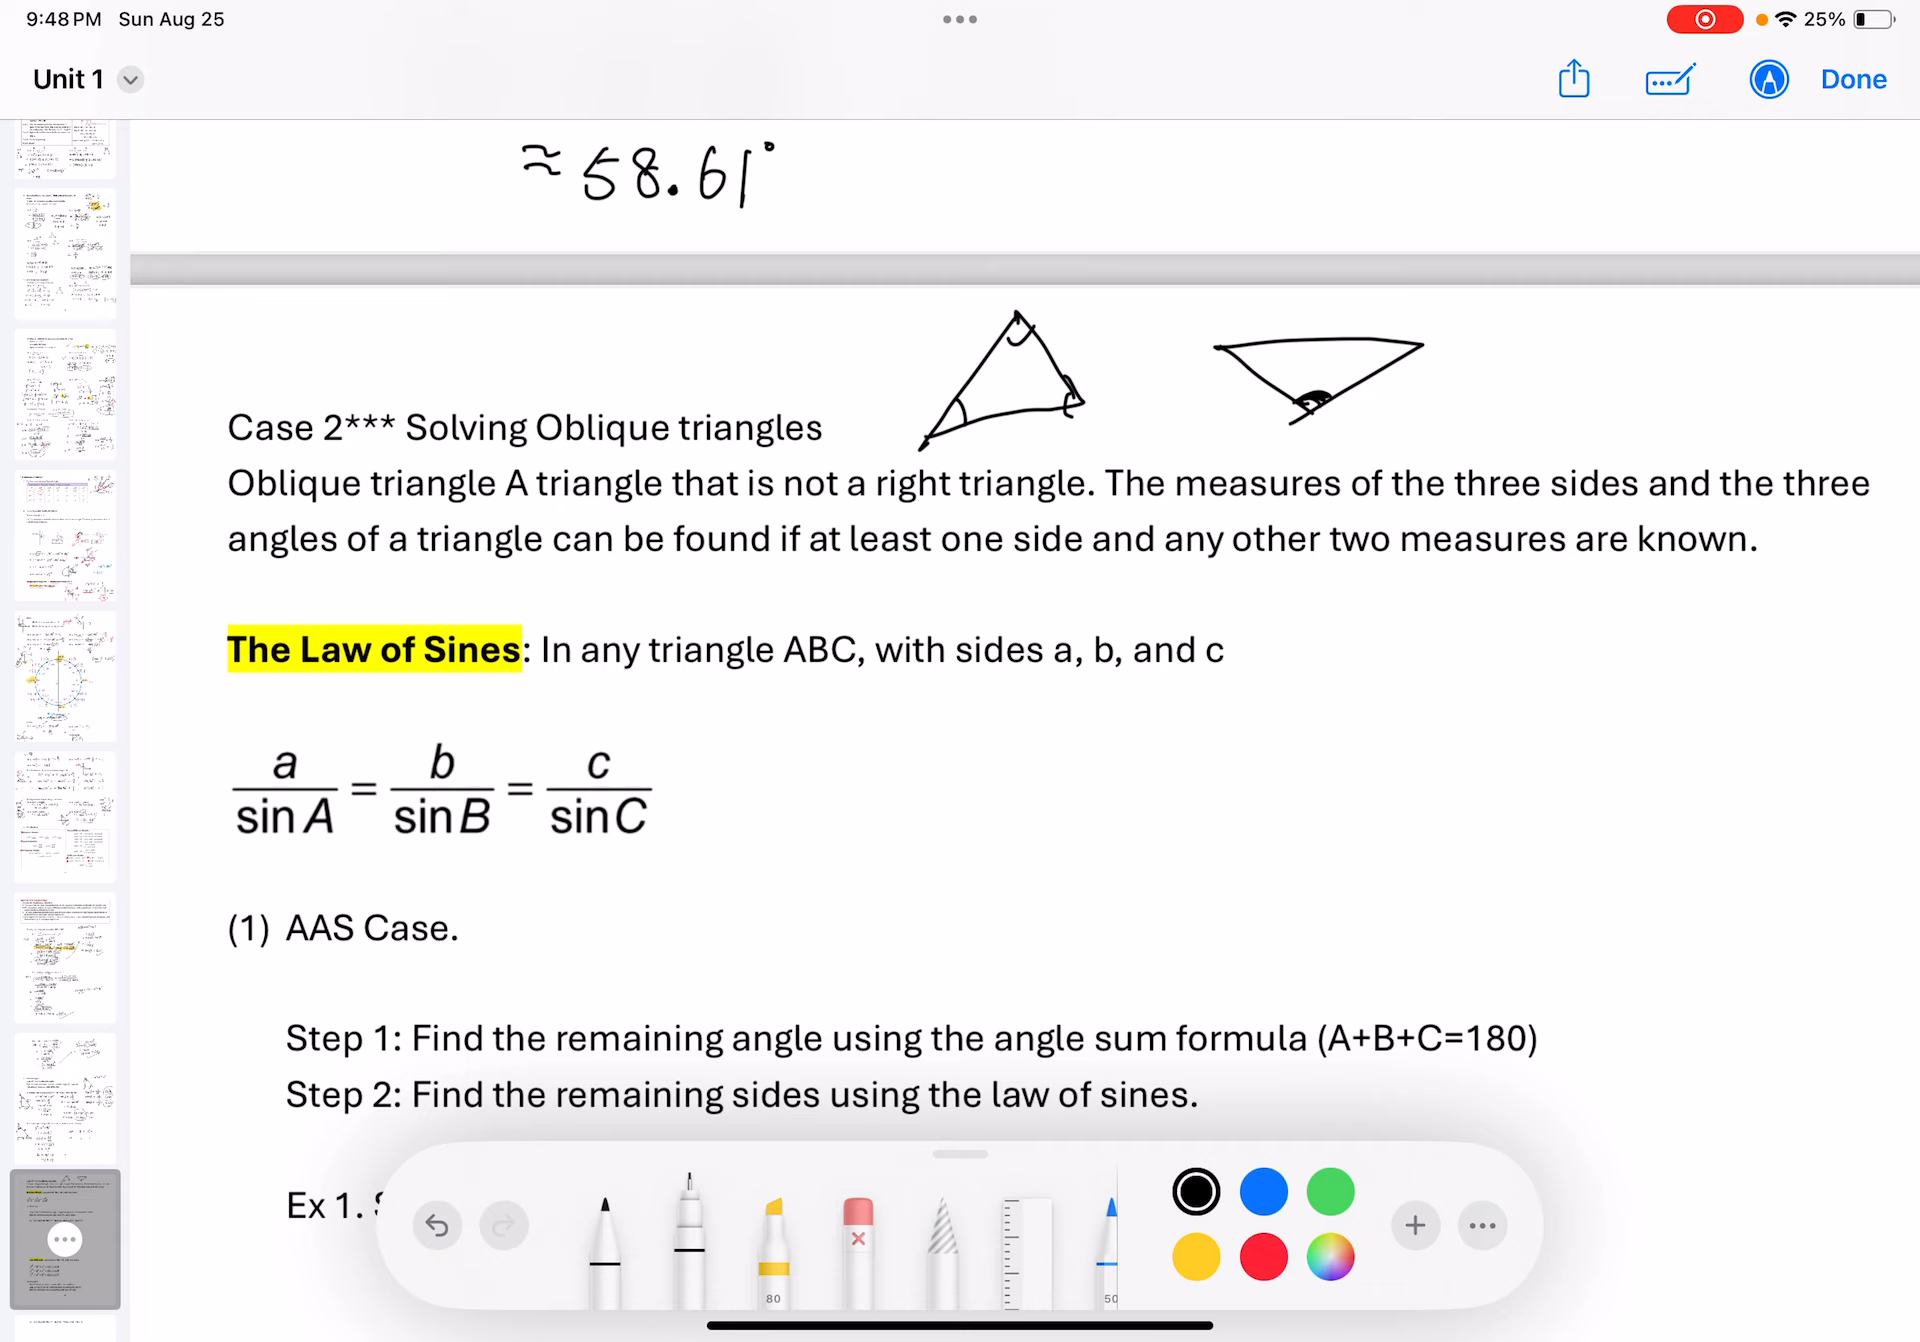 9:48 PM Sun Aug 25
25%
Unit 1
Done
≈ 58.61°
Case 2*** Solving Oblique triangles
Oblique triangle A triangle that is not a right triangle. The measures of the three sides and the three
angles of a triangle can be found if at least one side and any other two measures are known.
The Law of Sines: In any triangle ABC, with sides a, b, and c
a/sin A = b/sin B = c/sin C
(1) AAS Case.
Step 1: Find the remaining angle using the angle sum formula (A+B+C=180)
Step 2: Find the remaining sides using the law of sines.
Ex 1.
80
50